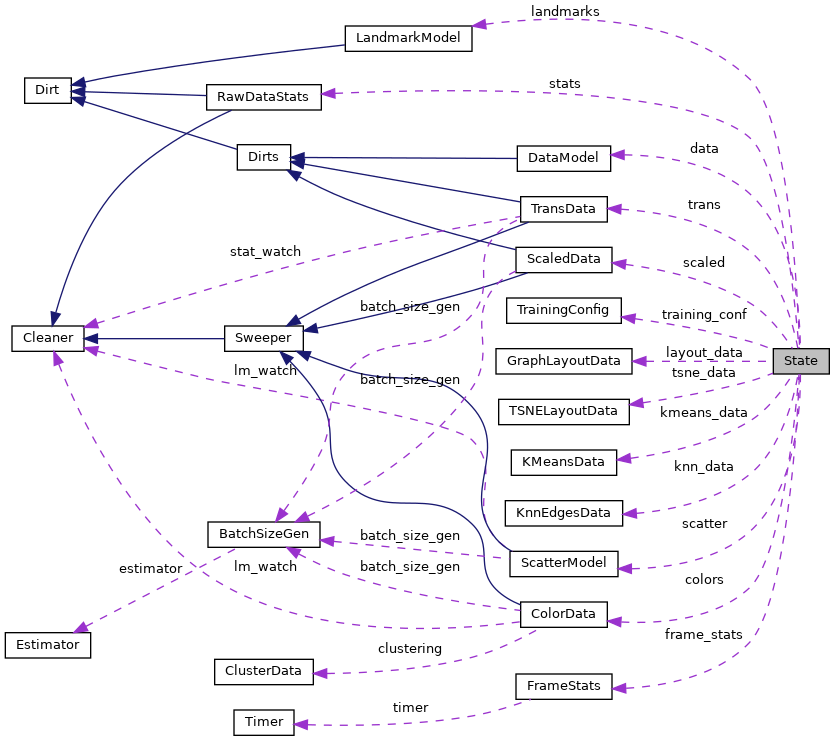 landmarks
LandmarkModel
stats
Dirt
RawDataStats
data
Dirts
DataModel
trans
TransData
stat_watch
scaled
ScaledData
batch_size_gen
TrainingConfig
training_conf
Cleaner
Sweeper
layout_data
GraphLayoutData
State
lm_watch
batch_size_gen
tsne_data
TSNELayoutData
kmeans_data
KMeansData
knn_data
KnnEdgesData
scatter
BatchSizeGen
batch_size_gen
ScatterModel
estimator
lm_watch
batch_size_gen
colors
ColorData
frame_stats
Estimator
clustering
ClusterData
FrameStats
timer
Timer